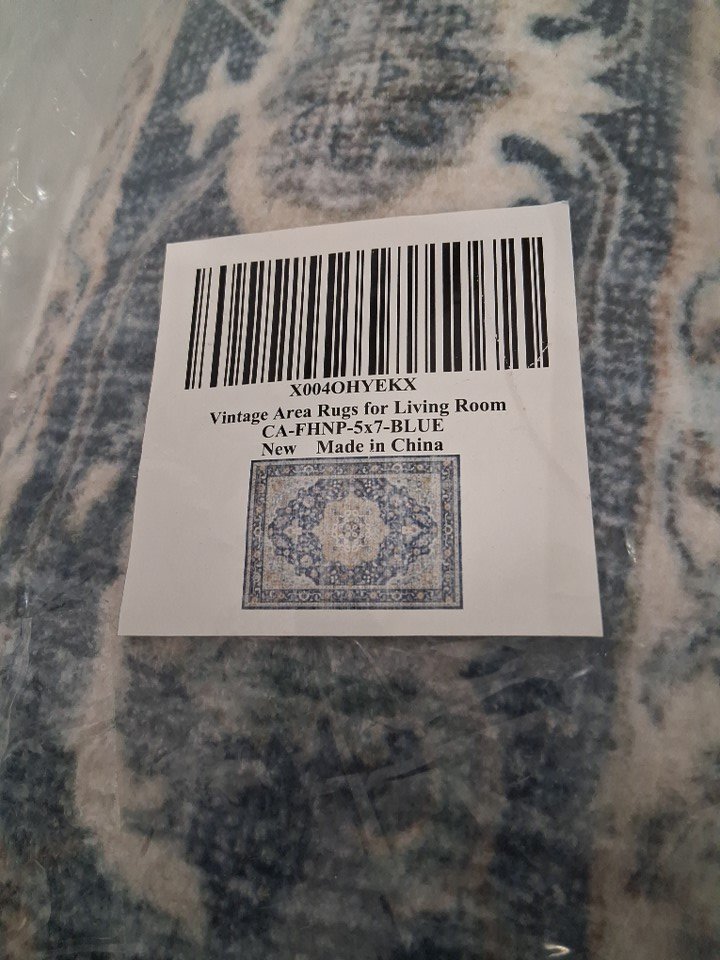 X004OHYEKX
Vintage Area Rugs for Living Room
CA-FHNP-5x7-BLUE
New Made in China